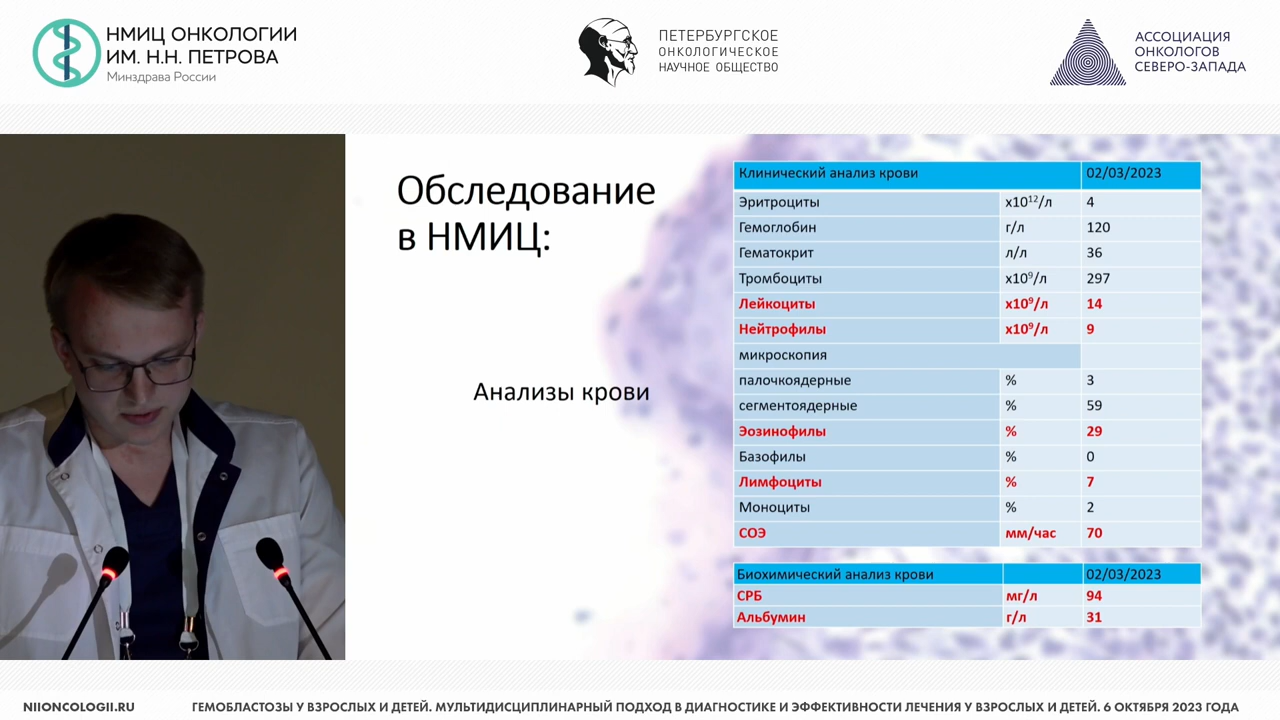 НМИЦ ОНКОЛОГИИ
ИМ. Н.Н. ПЕТРОВА
Минздрава России
ПЕТЕРБУРГСКОЕ
ОНКОЛОГИЧЕСКОЕ
НАУЧНОЕ ОБЩЕСТВО
АССОЦИАЦИЯ
ОНКОЛОГОВ
СЕВЕРО-ЗАПАДА
Обследование
в НМИЦ:
Анализы крови
Клинический анализ крови 02/03/2023
Эритроциты х10¹²/л 4
Гемоглобин г/л 120
Гематокрит л/л 36
Тромбоциты х10⁹/л 297
Лейкоциты х10⁹/л 14
Нейтрофилы х10⁹/л 9
микроскопия
палочкоядерные % 3
сегментоядерные % 59
Эозинофилы % 29
Базофилы % 0
Лимфоциты % 7
Моноциты % 2
СОЭ мм/час 70
Биохимический анализ крови 02/03/2023
СРБ мг/л 94
Альбумин г/л 31
NIIONCOLOGII.RU ГЕМОБЛАСТОЗЫ У ВЗРОСЛЫХ И ДЕТЕЙ. МУЛЬТИДИСЦИПЛИНАРНЫЙ ПОДХОД В ДИАГНОСТИКЕ И ЭФФЕКТИВНОСТИ ЛЕЧЕНИЯ У ВЗРОСЛЫХ И ДЕТЕЙ. 6 ОКТЯБРЯ 2023 ГОДА